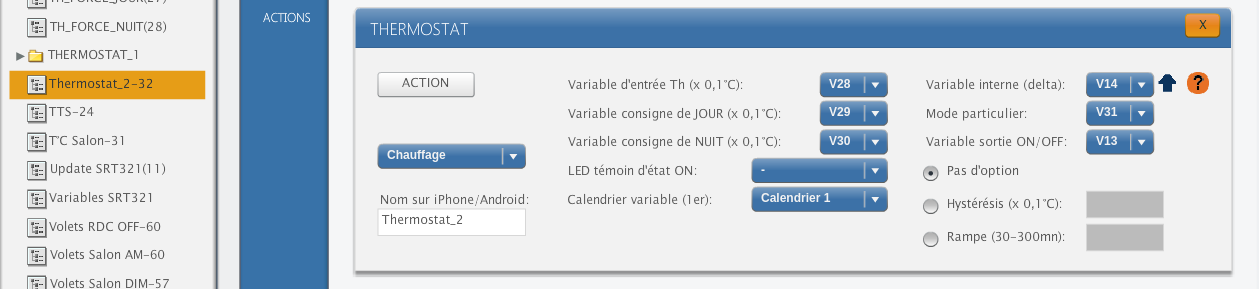 TH_FORCE_JOUR(27)
TH_FORCE_NUIT(28)
THERMOSTAT_1
Thermostat_2-32
TTS-24
T°C Salon-31
Update SRT321(11)
Variables SRT321
Volets RDC OFF-60
Volets Salon AM-60
Volets Salon DIM-57
ACTIONS
THERMOSTAT
X
ACTION
Chauffage
Nom sur iPhone/Android:
Thermostat_2
Variable d'entrée Th (x 0,1°C):
V28
Variable consigne de JOUR (x 0,1°C):
V29
Variable consigne de NUIT (x 0,1°C):
V30
LED témoin d'état ON:
-
Calendrier variable (1er):
Calendrier 1
Variable interne (delta):
V14
?
Mode particulier:
V31
Variable sortie ON/OFF:
V13
Pas d'option
Hystérésis (x 0,1°C):
Rampe (30-300mn):